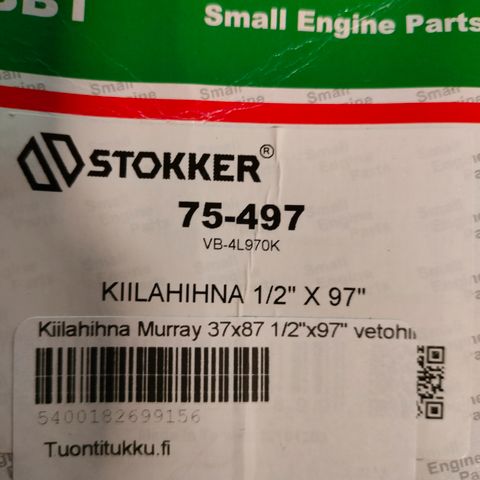 Small Engine Parts
STOKKER®
75-497
VB-4L970K
KIILAHIHNA 1/2" X 97"
Kiilahihna Murray 37x87 1/2"x97"
5400182699156
Tuontitukku.fi